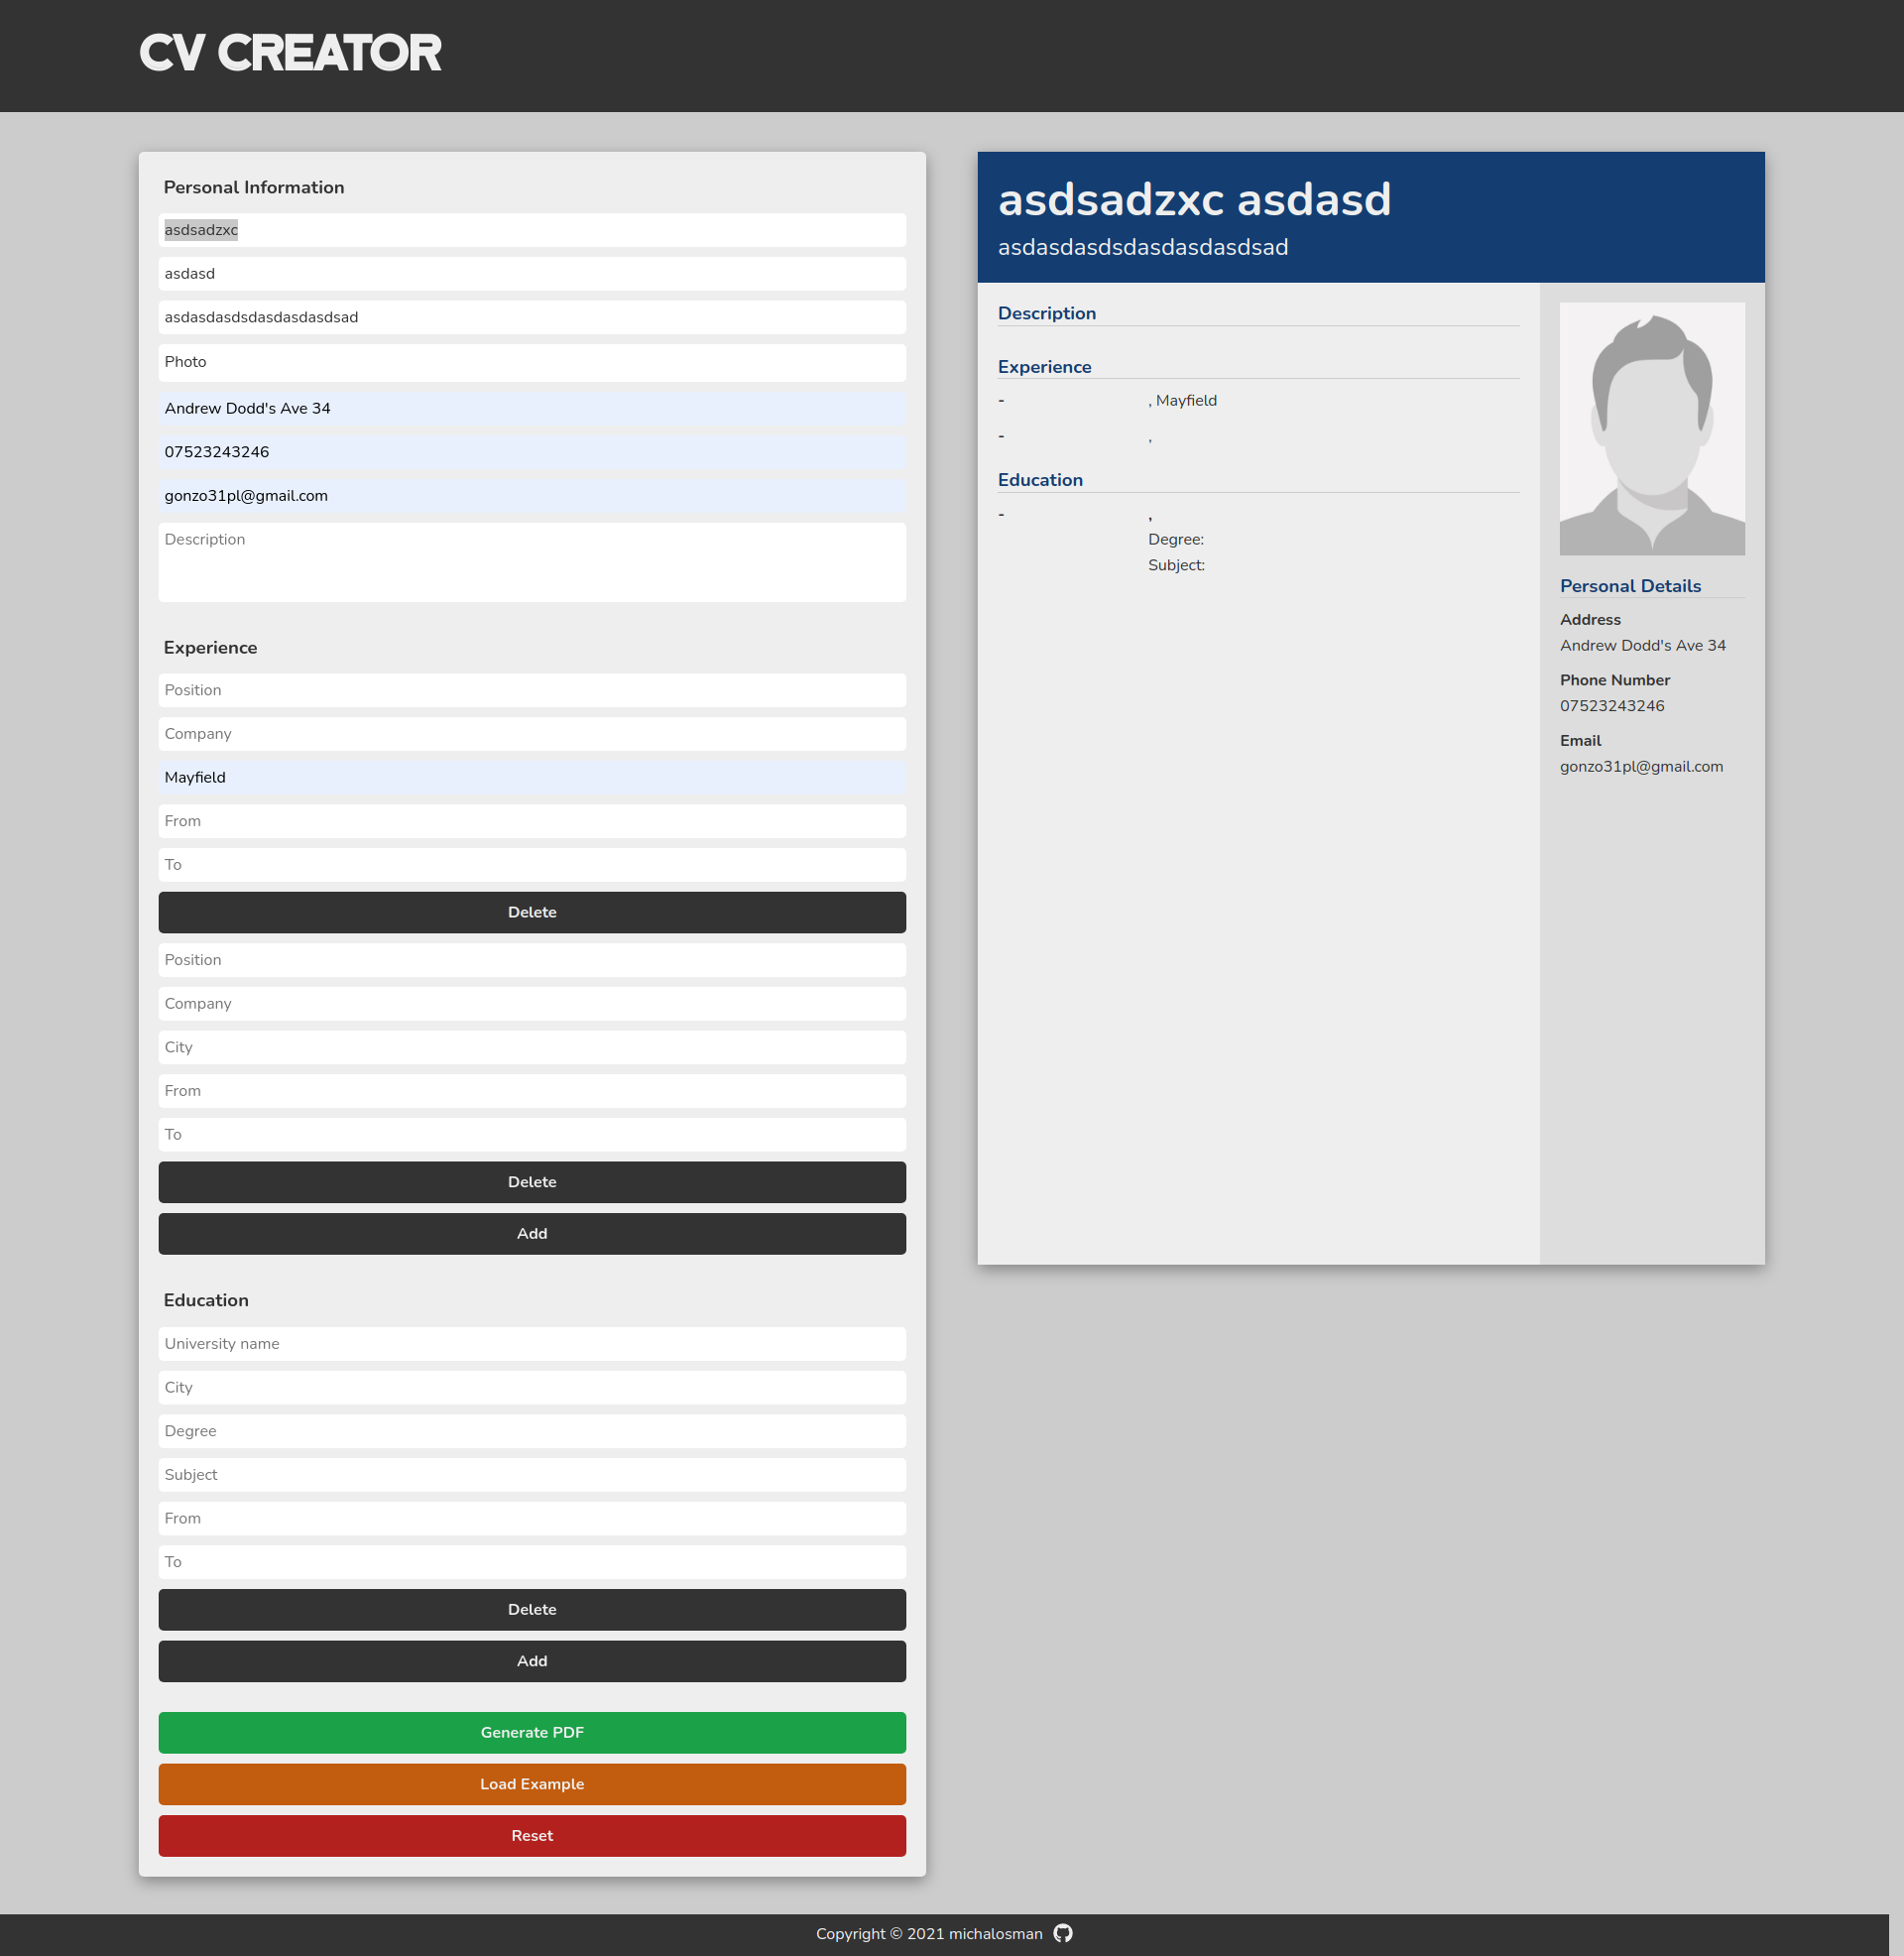 CV CREATOR
Personal Information
asdsadzxc
asdasd
asdasdasdsdasdasdasdsad
Photo
Andrew Dodd's Ave 34
07523243246
gonzo31pl@gmail.com
Description
Experience
Position
Company
Mayfield
From
To
Delete
Position
Company
City
From
To
Delete
Add
Education
University name
City
Degree
Subject
From
To
Delete
Add
Generate PDF
Load Example
Reset
asdsadzxc asdasd
asdasdasdsdasdasdasdsad
Description
Experience
- , Mayfield
- ,
Education
- ,
Degree:
Subject:
Personal Details
Address
Andrew Dodd's Ave 34
Phone Number
07523243246
Email
gonzo31pl@gmail.com
Copyright © 2021 michalosman